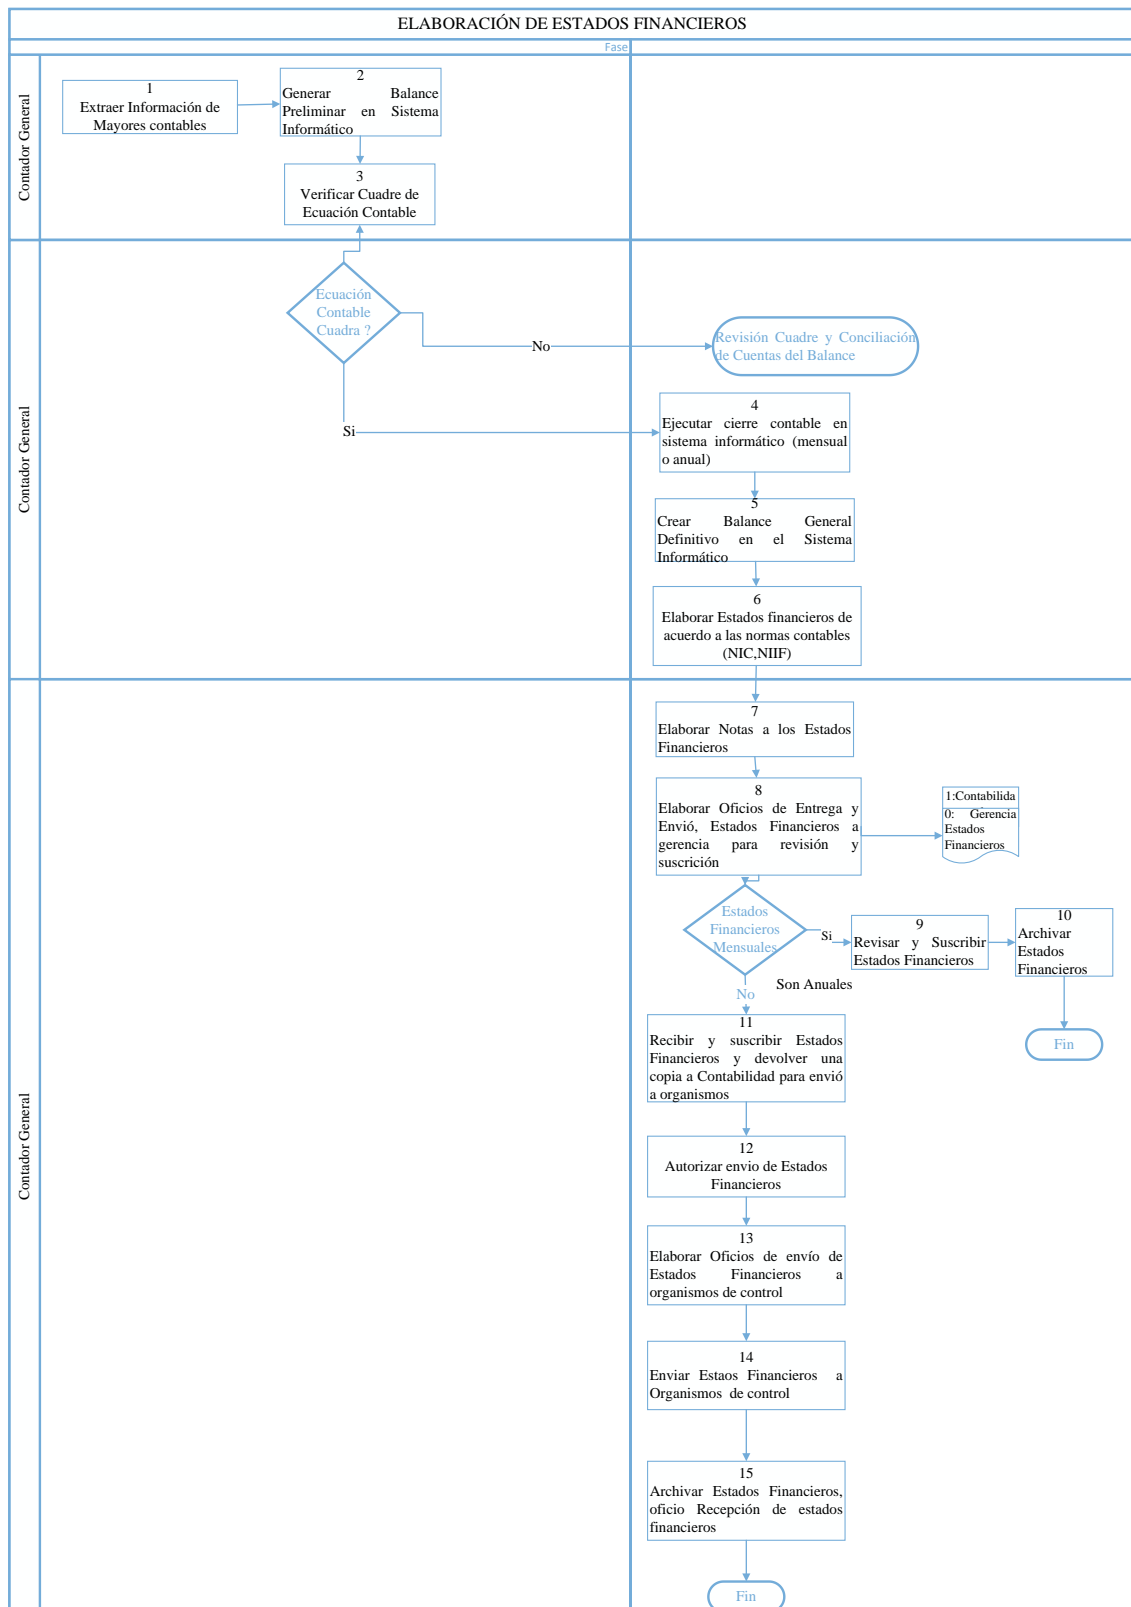 ELABORACIÓN DE ESTADOS FINANCIEROS
Fase
Contador General
1
Extraer Información de
Mayores contables
2
Generar Balance
Preliminar en Sistema
Informático
3
Verificar Cuadre de
Ecuación Contable
Contador General
Ecuación
Contable
Cuadra ?
No
Revisión Cuadre y Conciliación
de Cuentas del Balance
Si
4
Ejecutar cierre contable en
sistema informático (mensual
o anual)
5
Crear Balance General
Definitivo en el Sistema
Informático
6
Elaborar Estados financieros de
acuerdo a las normas contables
(NIC,NIIF)
Contador General
7
Elaborar Notas a los Estados
Financieros
8
Elaborar Oficios de Entrega y
Envió, Estados Financieros a
gerencia para revisión y
suscrición
1:Contabilida
0: Gerencia
Estados
Financieros
Estados
Financieros
Mensuales
Si
9
Revisar y Suscribir
Estados Financieros
10
Archivar
Estados
Financieros
Son Anuales
No
Fin
11
Recibir y suscribir Estados
Financieros y devolver una
copia a Contabilidad para envió
a organismos
12
Autorizar envio de Estados
Financieros
13
Elaborar Oficios de envío de
Estados Financieros a
organismos de control
14
Enviar Estaos Financieros a
Organismos de control
15
Archivar Estados Financieros,
oficio Recepción de estados
financieros
Fin